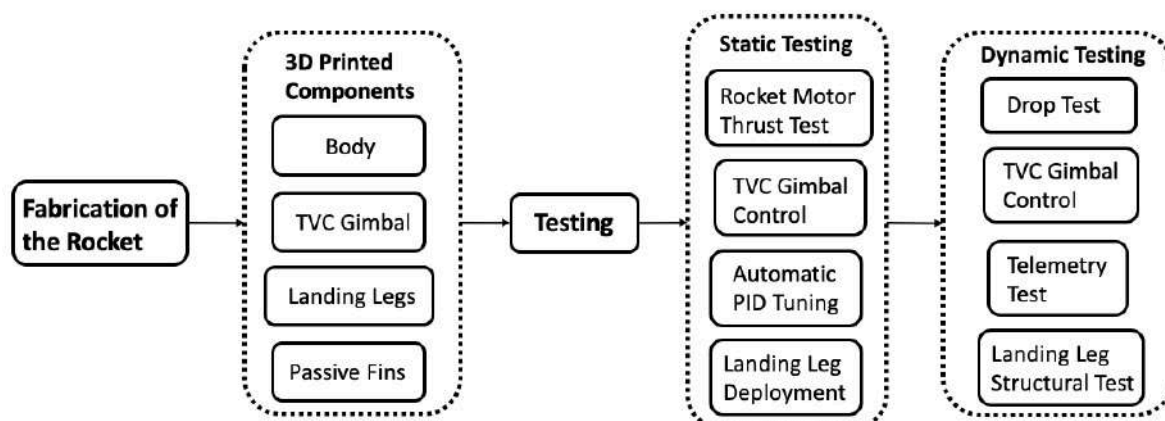 Fabrication of
the Rocket
3D Printed
Components
Body
TVC Gimbal
Landing Legs
Passive Fins
Testing
Static Testing
Rocket Motor
Thrust Test
TVC Gimbal
Control
Automatic
PID Tuning
Landing Leg
Deployment
Dynamic Testing
Drop Test
TVC Gimbal
Control
Telemetry
Test
Landing Leg
Structural Test